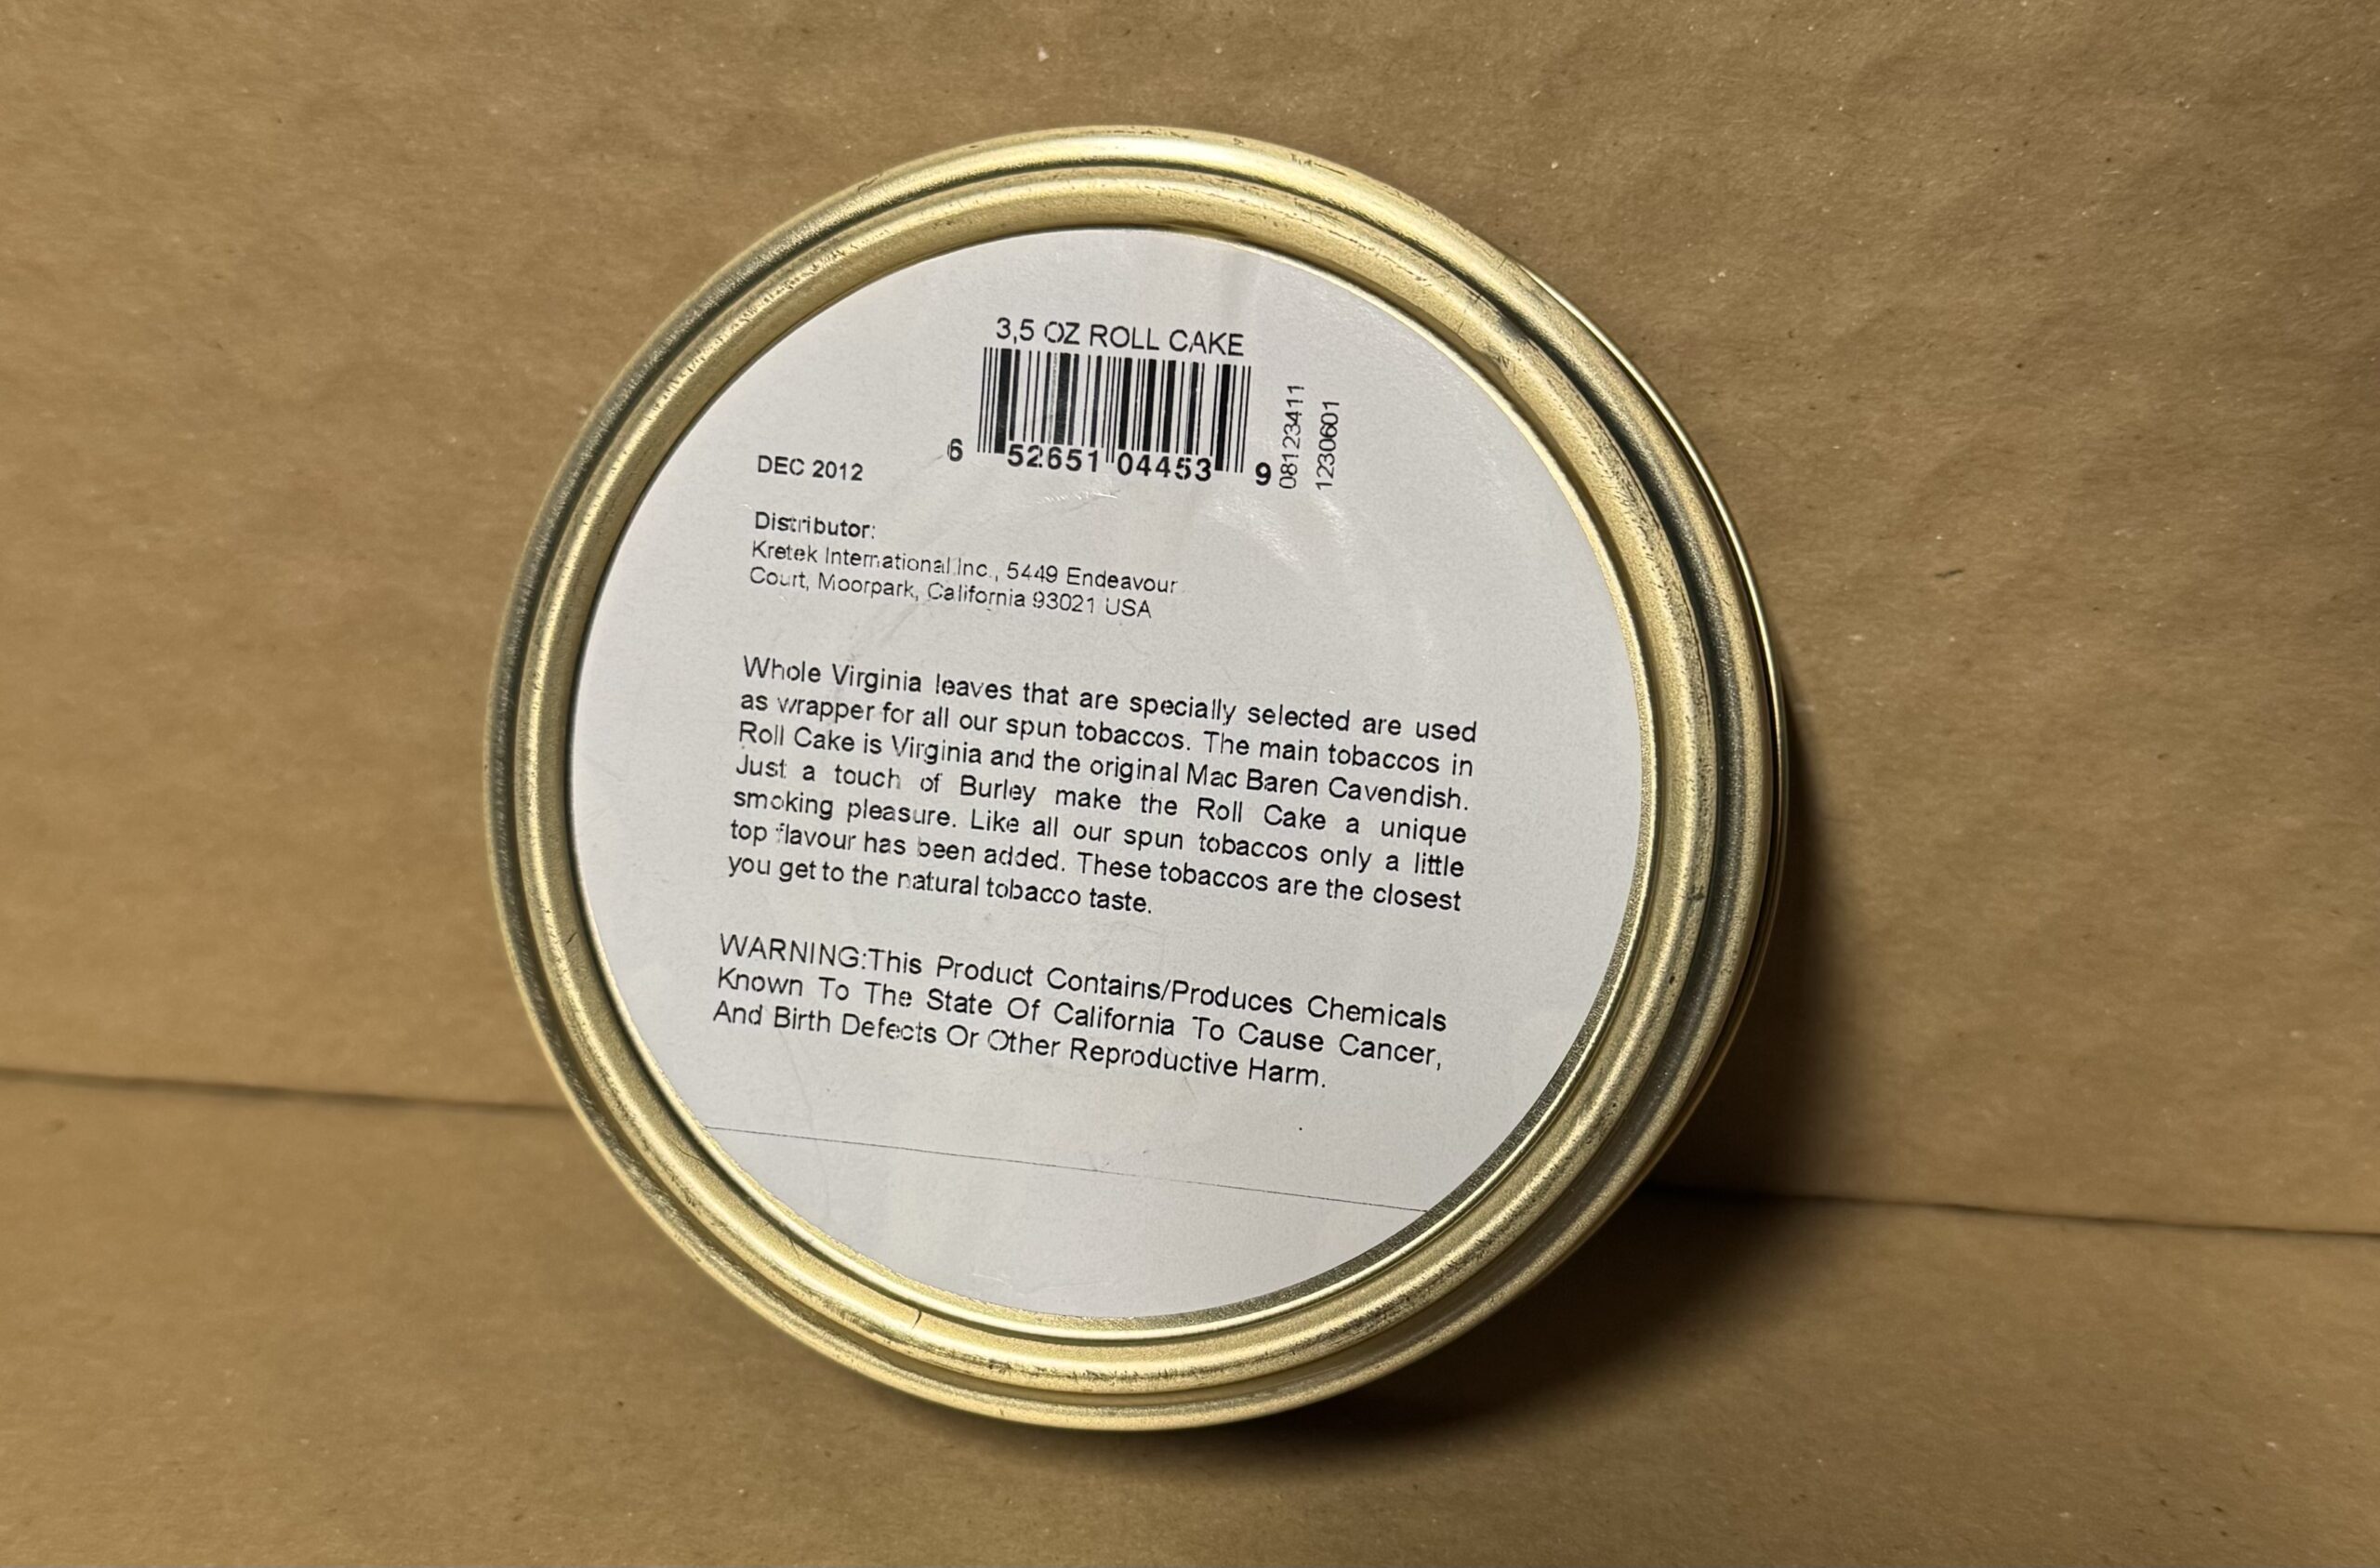 3,5 OZ ROLL CAKE
6 52651 04453 9
08123411
1230601
DEC 2012
Distributor:
Kretek International Inc., 5449 Endeavour
Court, Moorpark, California 93021 USA
Whole Virginia leaves that are specially selected are used
as wrapper for all our spun tobaccos. The main tobaccos in
Roll Cake is Virginia and the original Mac Baren Cavendish.
Just a touch of Burley make the Roll Cake a unique
smoking pleasure. Like all our spun tobaccos only a little
top flavour has been added. These tobaccos are the closest
you get to the natural tobacco taste.
WARNING:This Product Contains/Produces Chemicals
Known To The State Of California To Cause Cancer,
And Birth Defects Or Other Reproductive Harm.